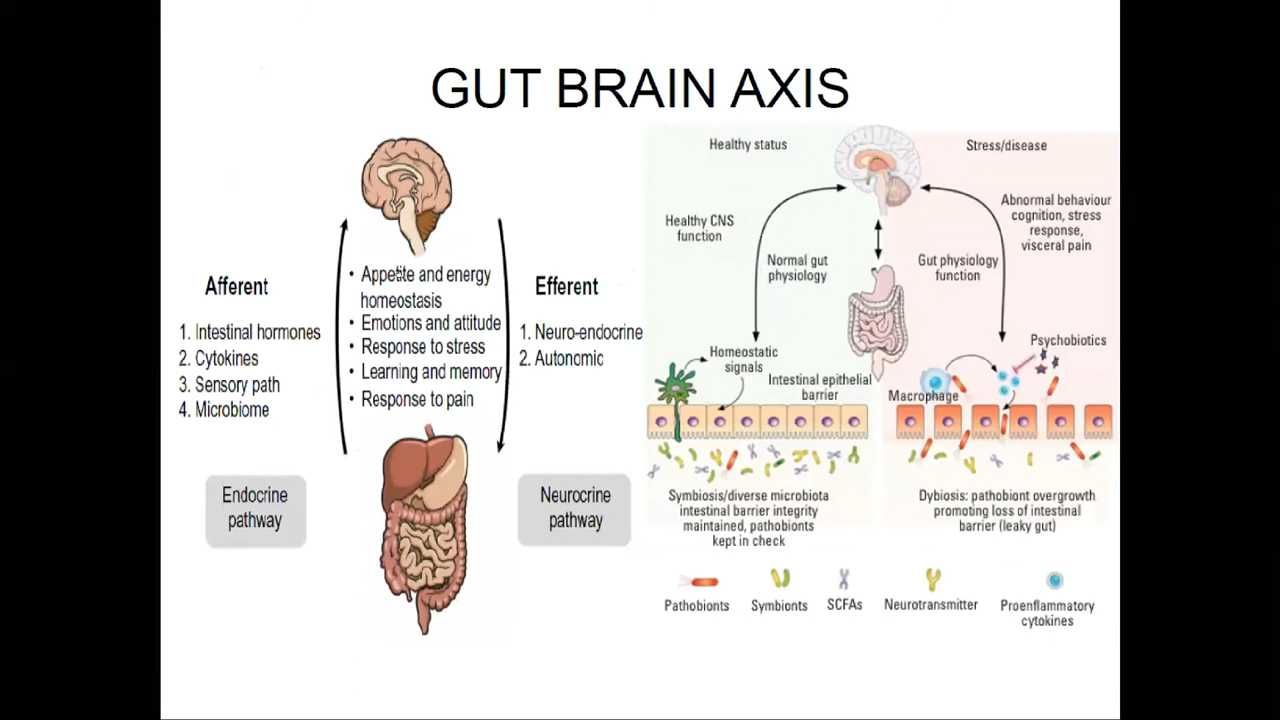 GUT BRAIN AXIS
Afferent
1. Intestinal hormones
2. Cytokines
3. Sensory path
4. Microbiome
Endocrine
pathway
• Appetite and energy
homeostasis
• Emotions and attitude
• Response to stress
• Learning and memory
• Response to pain
Efferent
1. Neuro-endocrine
2. Autonomic
Neurocrine
pathway
Healthy status
Healthy CNS
function
Normal gut
physiology
Homeostatic
signals
Intestinal epithelial
barrier
Symbiosis/diverse microbiota
intestinal barrier integrity
maintained, pathobionts
kept in check
Stress/disease
Abnormal behaviour
cognition, stress
response,
visceral pain
Gut physiology
function
Psychobiotics
Macrophage
Dybiosis: pathobiont overgrowth
promoting loss of intestinal
barrier (leaky gut)
Pathobionts
Symbionts
SCFAs
Neurotransmitter
Proenflammatory
cytokines